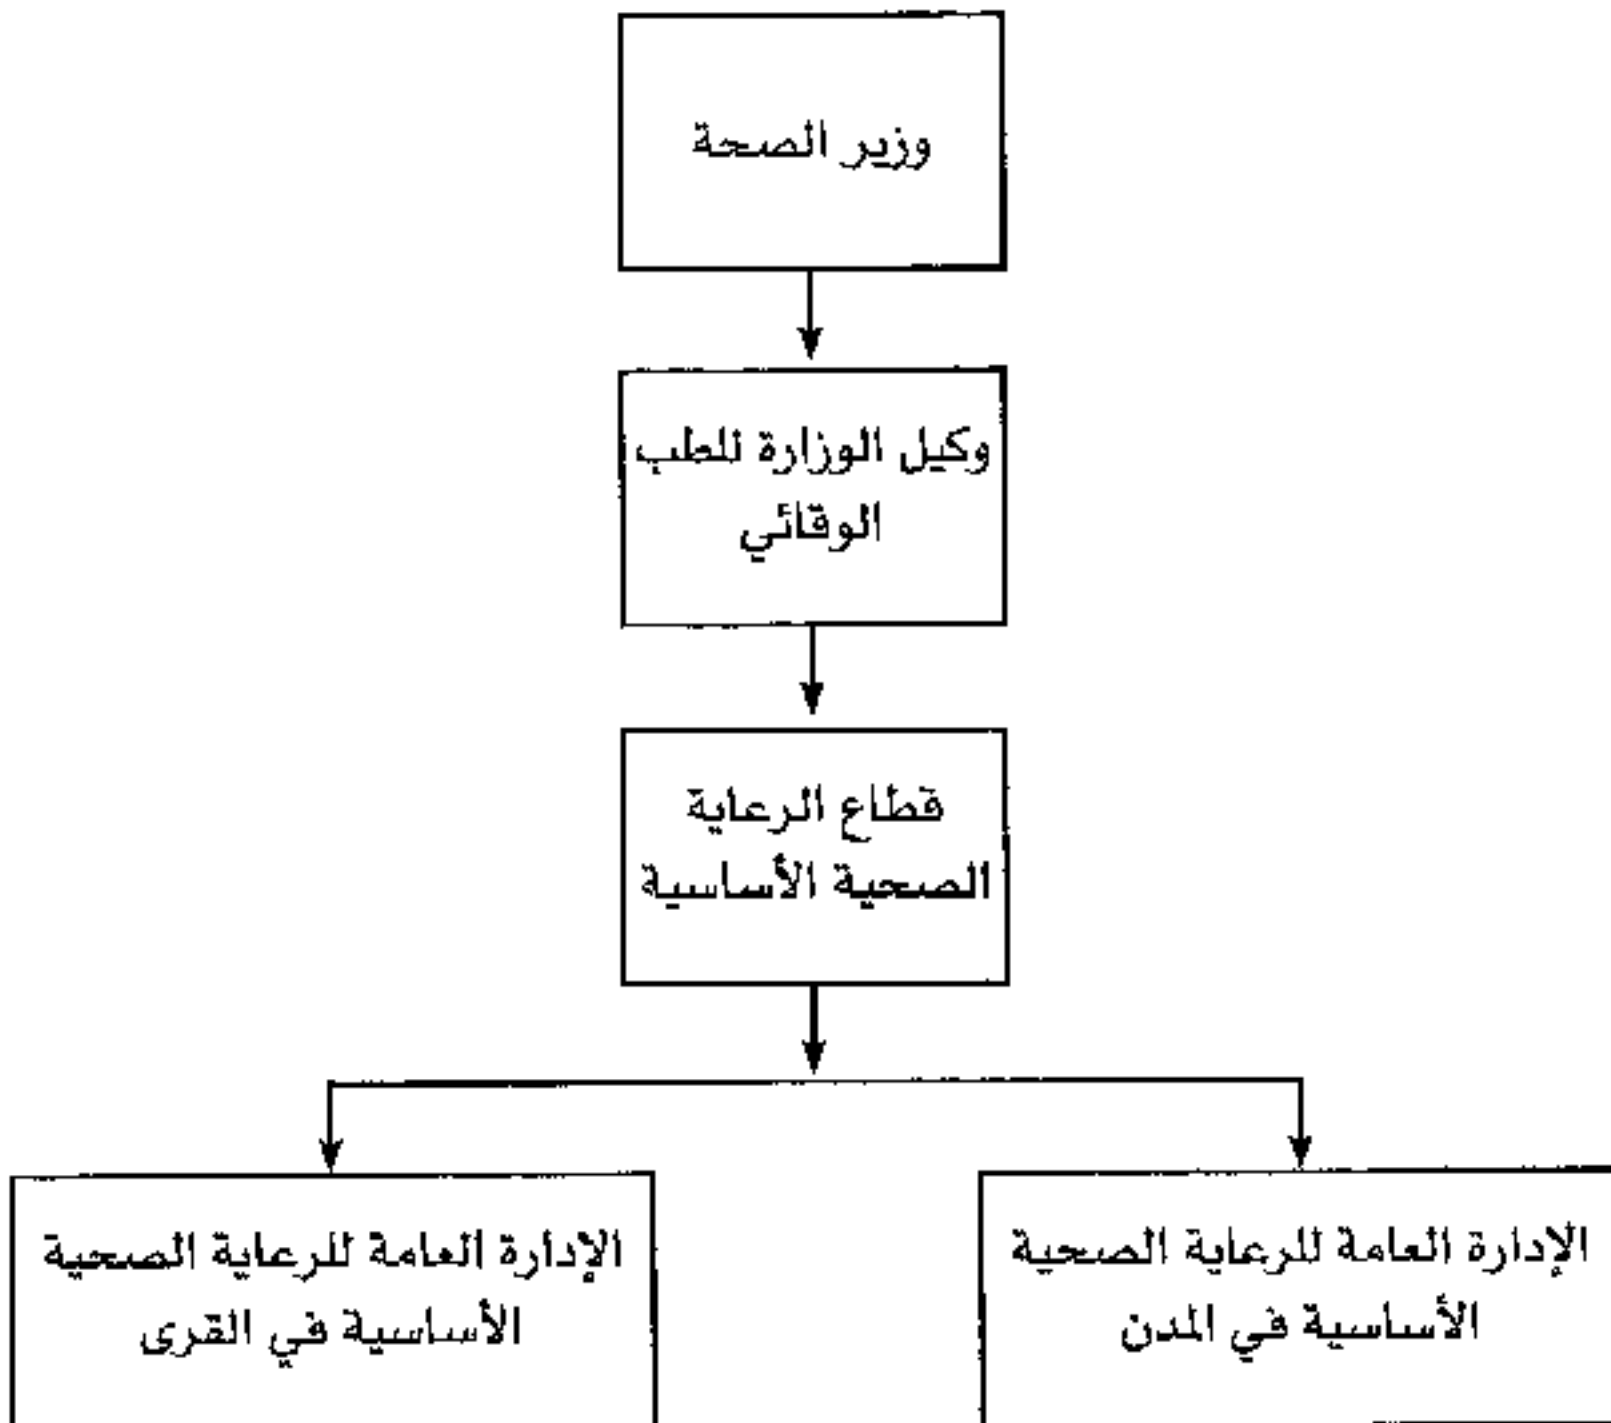 وزير الصحة
وكيل الوزارة للطب
الوقائي
قطاع الرعاية
الصحية الأساسية
الإدارة العامة للرعاية الصحية
الأساسية في المدن
الإدارة العامة للرعاية الصحية
الأساسية في القرى